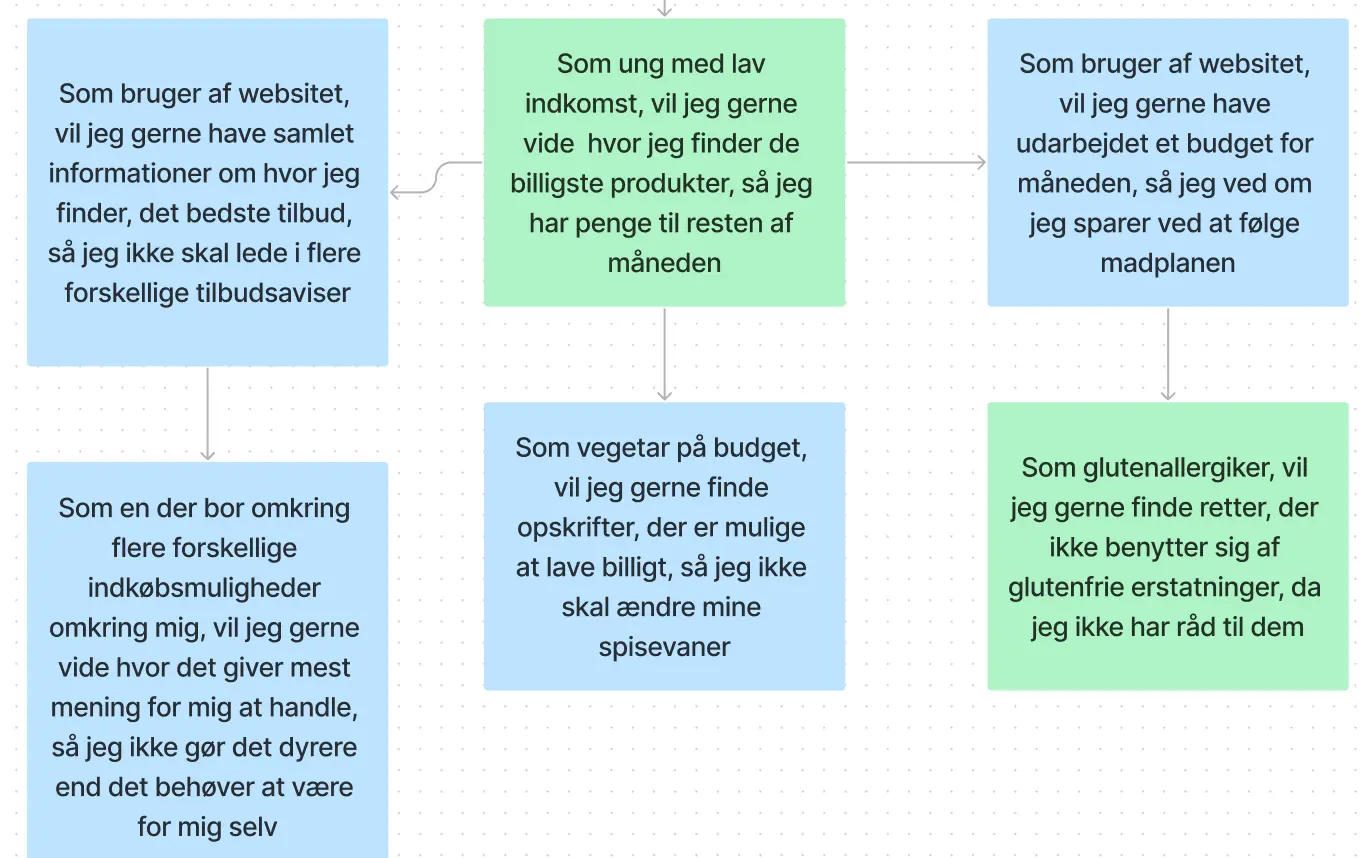 Som bruger af websitet,
vil jeg gerne have samlet
informationer om hvor jeg
finder, det bedste tilbud,
så jeg ikke skal lede i flere
forskellige tilbudsaviser
Som ung med lav
indkomst, vil jeg gerne
vide  hvor jeg finder de
billigste produkter, så jeg
har penge til resten af
måneden
Som bruger af websitet,
vil jeg gerne have
udarbejdet et budget for
måneden, så jeg ved om
jeg sparer ved at følge
madplanen
Som en der bor omkring
flere forskellige
indkøbsmuligheder
omkring mig, vil jeg gerne
vide hvor det giver mest
mening for mig at handle,
så jeg ikke gør det dyrere
end det behøver at være
for mig selv
Som vegetar på budget,
vil jeg gerne finde
opskrifter, der er mulige
at lave billigt, så jeg ikke
skal ændre mine
spisevaner
Som glutenallergiker, vil
jeg gerne finde retter, der
ikke benytter sig af
glutenfrie erstatninger, da
jeg ikke har råd til dem